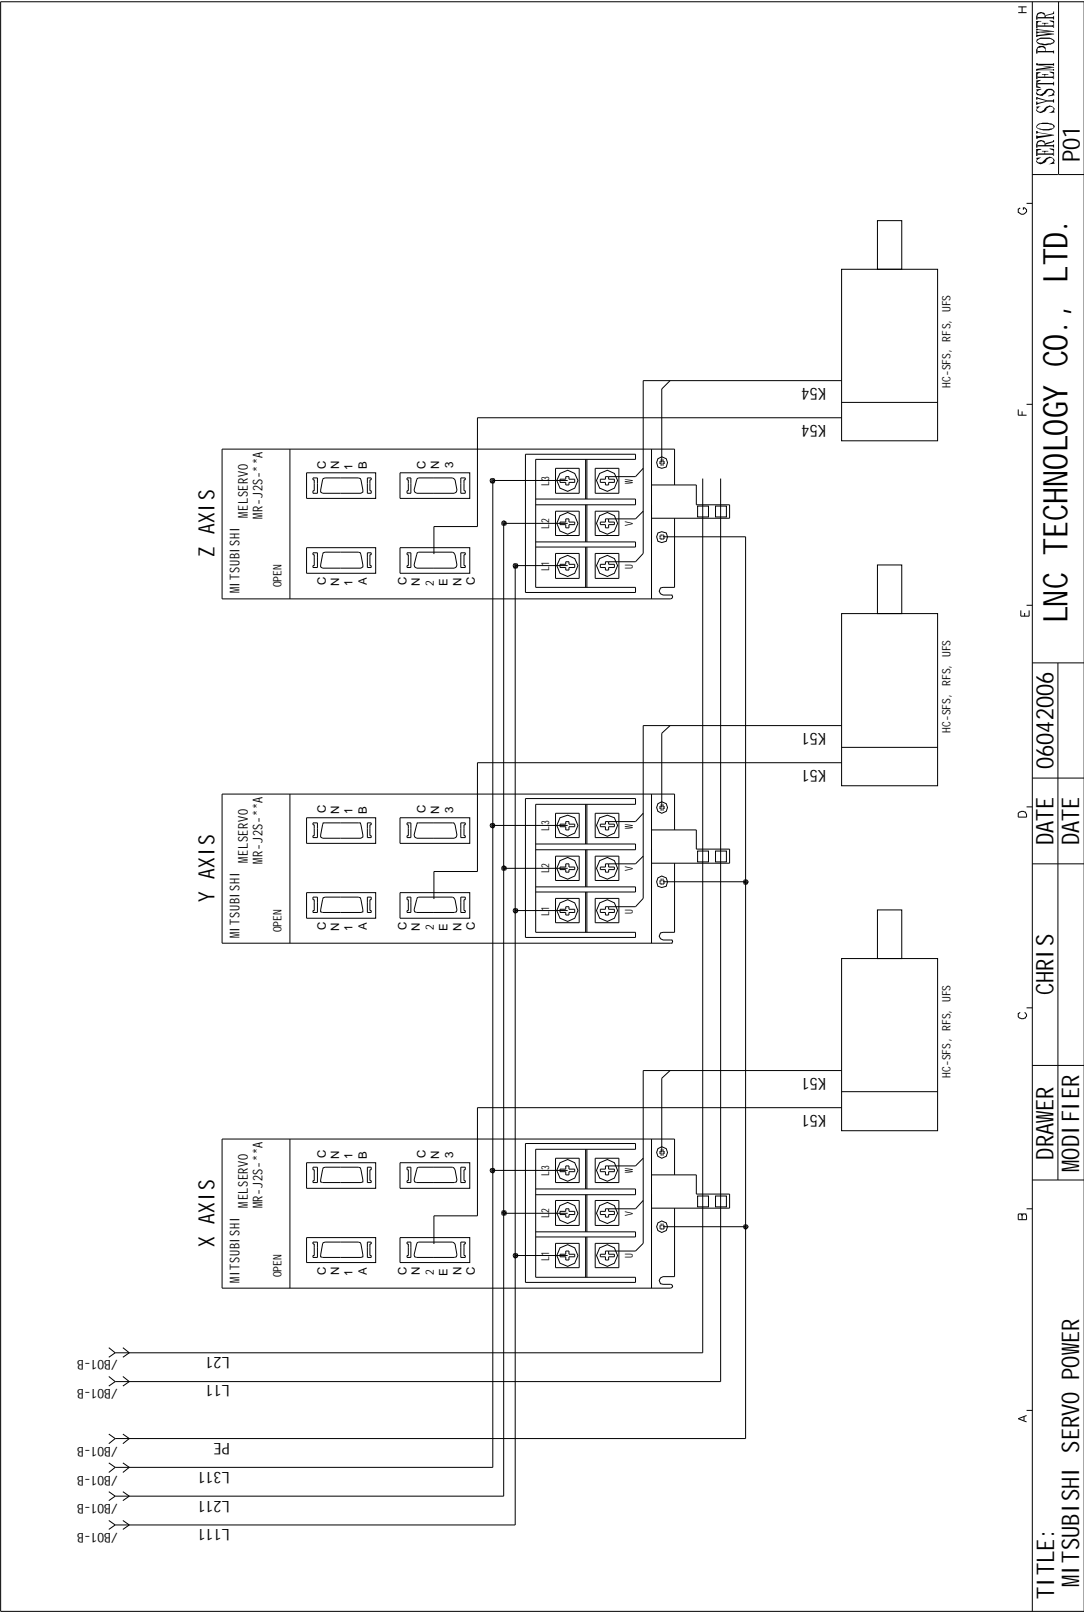 /B01-B
/B01-B
/B01-B
/B01-B
/B01-B
/B01-B
L111
L211
L311
PE
L11
L21
X AXIS
MITSUBISHI
MELSERVO
MR-J2S-**A
OPEN
CN1A
CN1B
CN2ENC
CN3
L1
L2
L3
U
V
W
K51
K51
HC-SFS, RFS, UFS
Y AXIS
MITSUBISHI
MELSERVO
MR-J2S-**A
OPEN
CN1A
CN1B
CN2ENC
CN3
L1
L2
L3
U
V
W
K51
K51
HC-SFS, RFS, UFS
Z AXIS
MITSUBISHI
MELSERVO
MR-J2S-**A
OPEN
CN1A
CN1B
CN2ENC
CN3
L1
L2
L3
U
V
W
K54
K54
HC-SFS, RFS, UFS
A
B
C
D
E
F
G
H
TITLE:
MITSUBISHI SERVO POWER
DRAWER
CHRIS
DATE
06042006
MODIFIER
DATE
LNC TECHNOLOGY CO., LTD.
SERVO SYSTEM POWER
P01